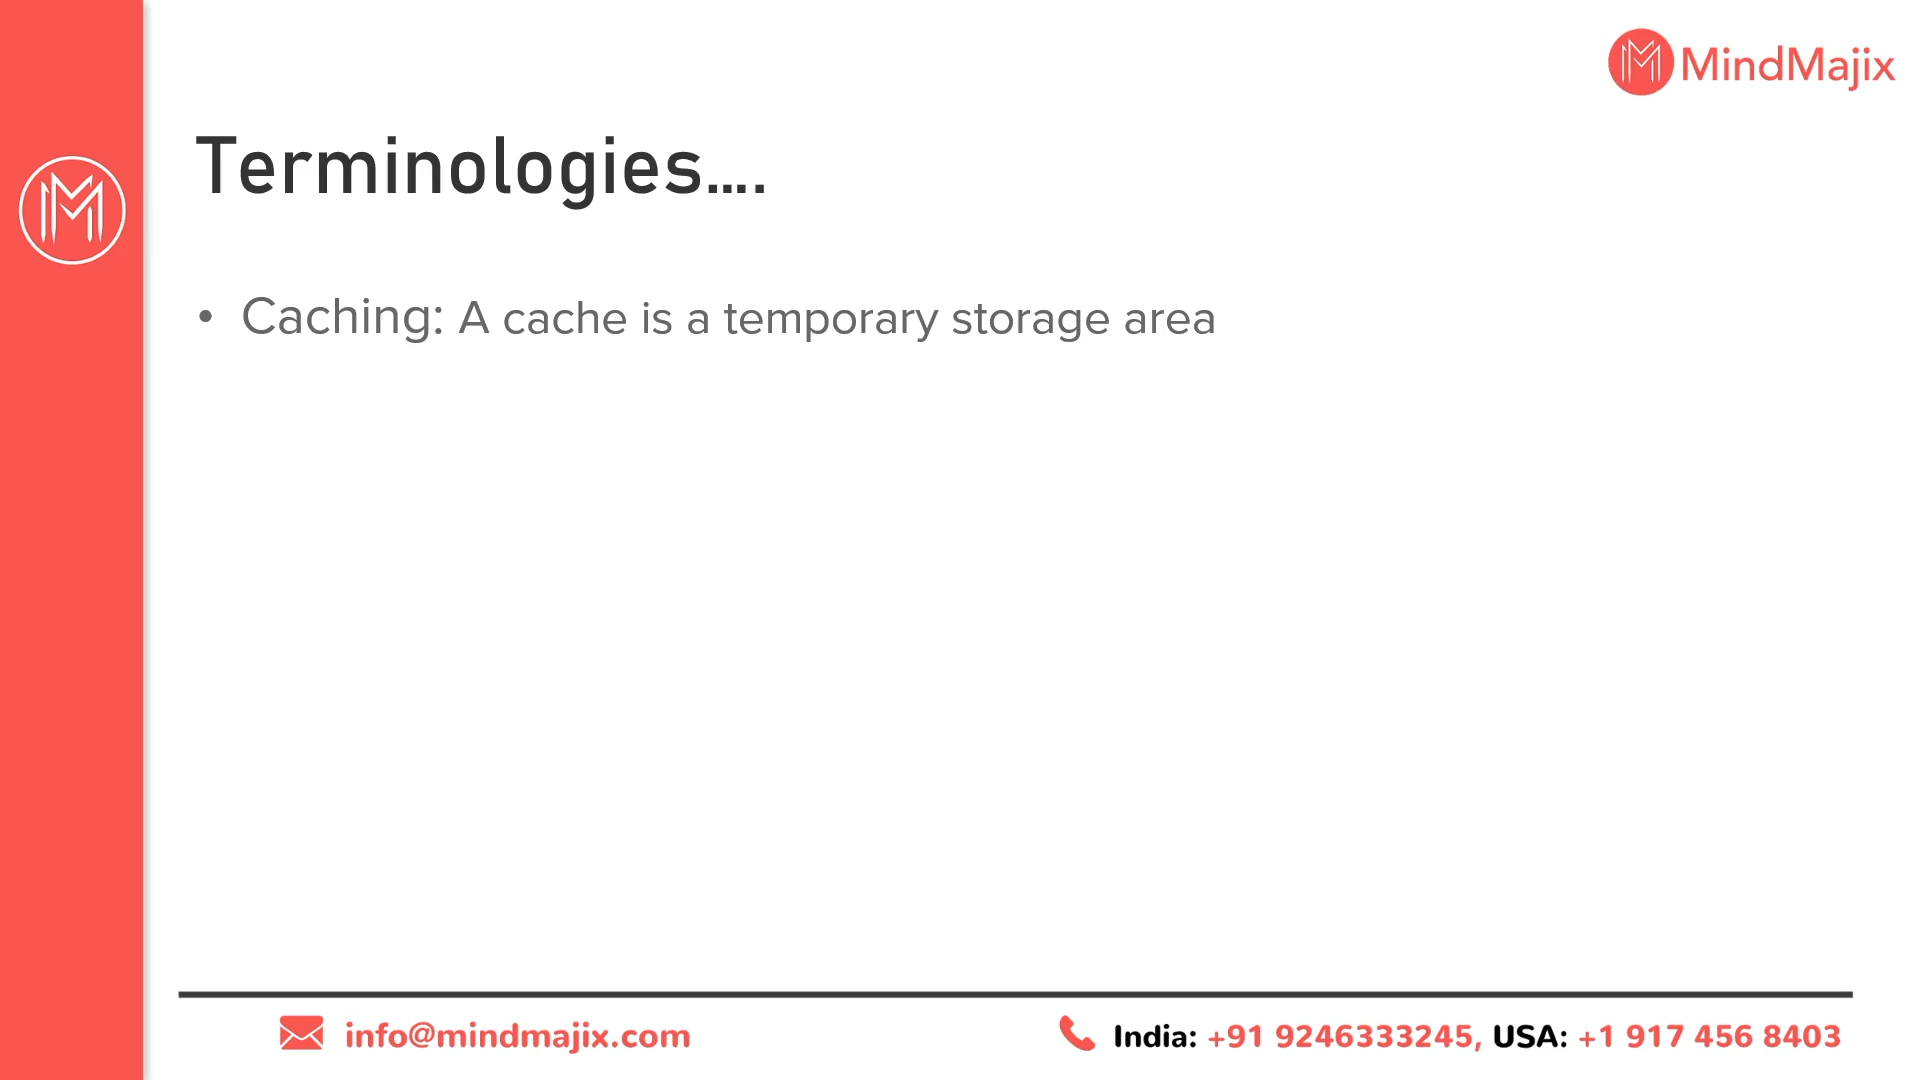 MindMajix
Terminologies....
• Caching: A cache is a temporary storage area
info@mindmajix.com
India: +91 9246333245, USA: +1 917 456 8403